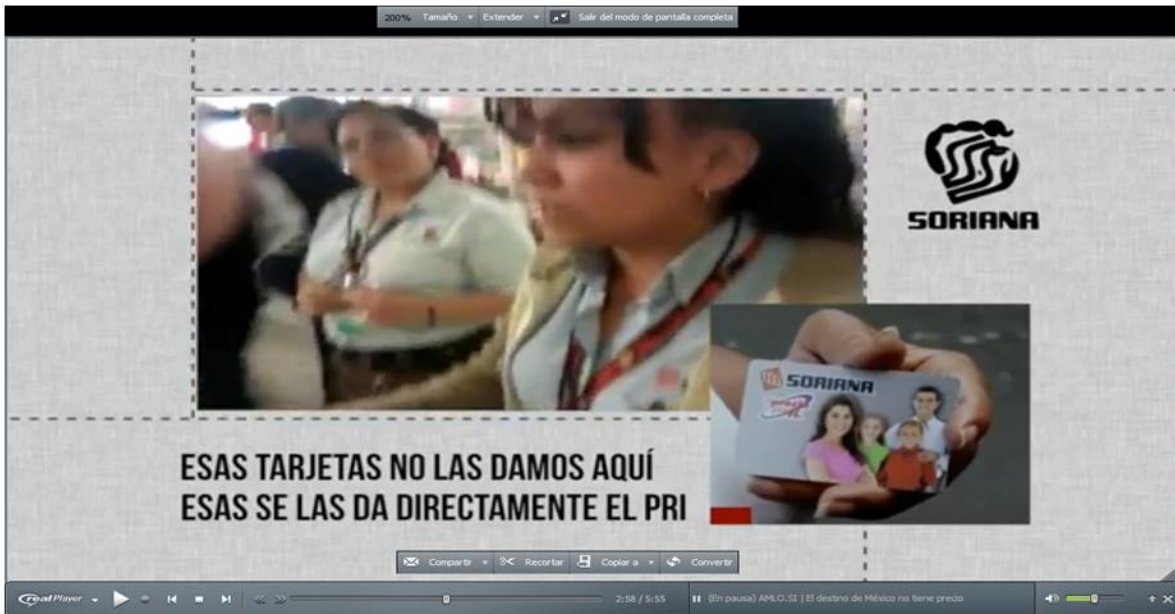 200% Tamaño Extender Salir del modo de pantalla completa
SORIANA
SORIANA
ESAS TARJETAS NO LAS DAMOS AQUÍ
ESAS SE LAS DA DIRECTAMENTE EL PRI
Compartir Recortar Copiar a Convertir
realPlayer 2:58 / 5:55 (En pausa) AMLO.SI | El destino de México no tiene precio